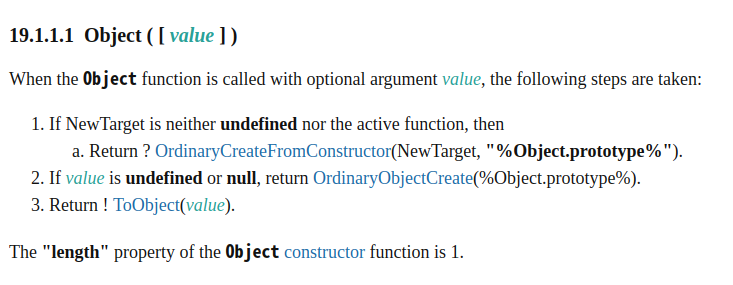 19.1.1.1 Object ( [ value ] )
When the Object function is called with optional argument value, the following steps are taken:
1. If NewTarget is neither undefined nor the active function, then
a. Return ? OrdinaryCreateFromConstructor(NewTarget, "%Object.prototype%").
2. If value is undefined or null, return OrdinaryObjectCreate(%Object.prototype%).
3. Return ! ToObject(value).
The "length" property of the Object constructor function is 1.